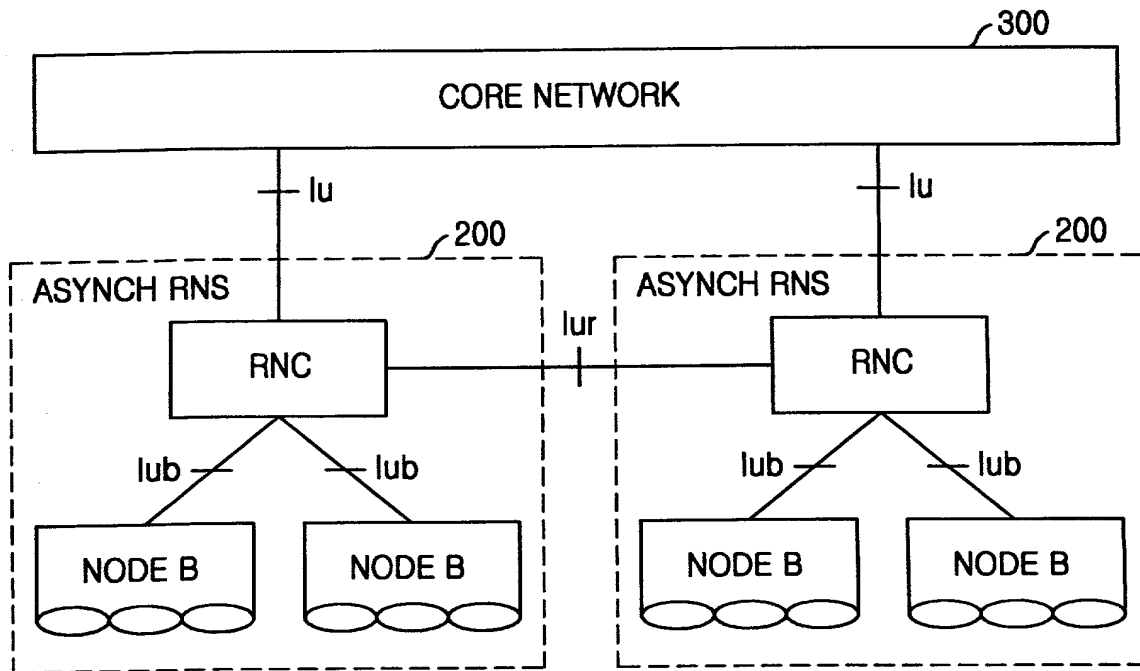 300
CORE NETWORK
Iu
Iu
200
200
ASYNCH RNS
ASYNCH RNS
Iur
RNC
RNC
Iub
Iub
Iub
Iub
NODE B
NODE B
NODE B
NODE B